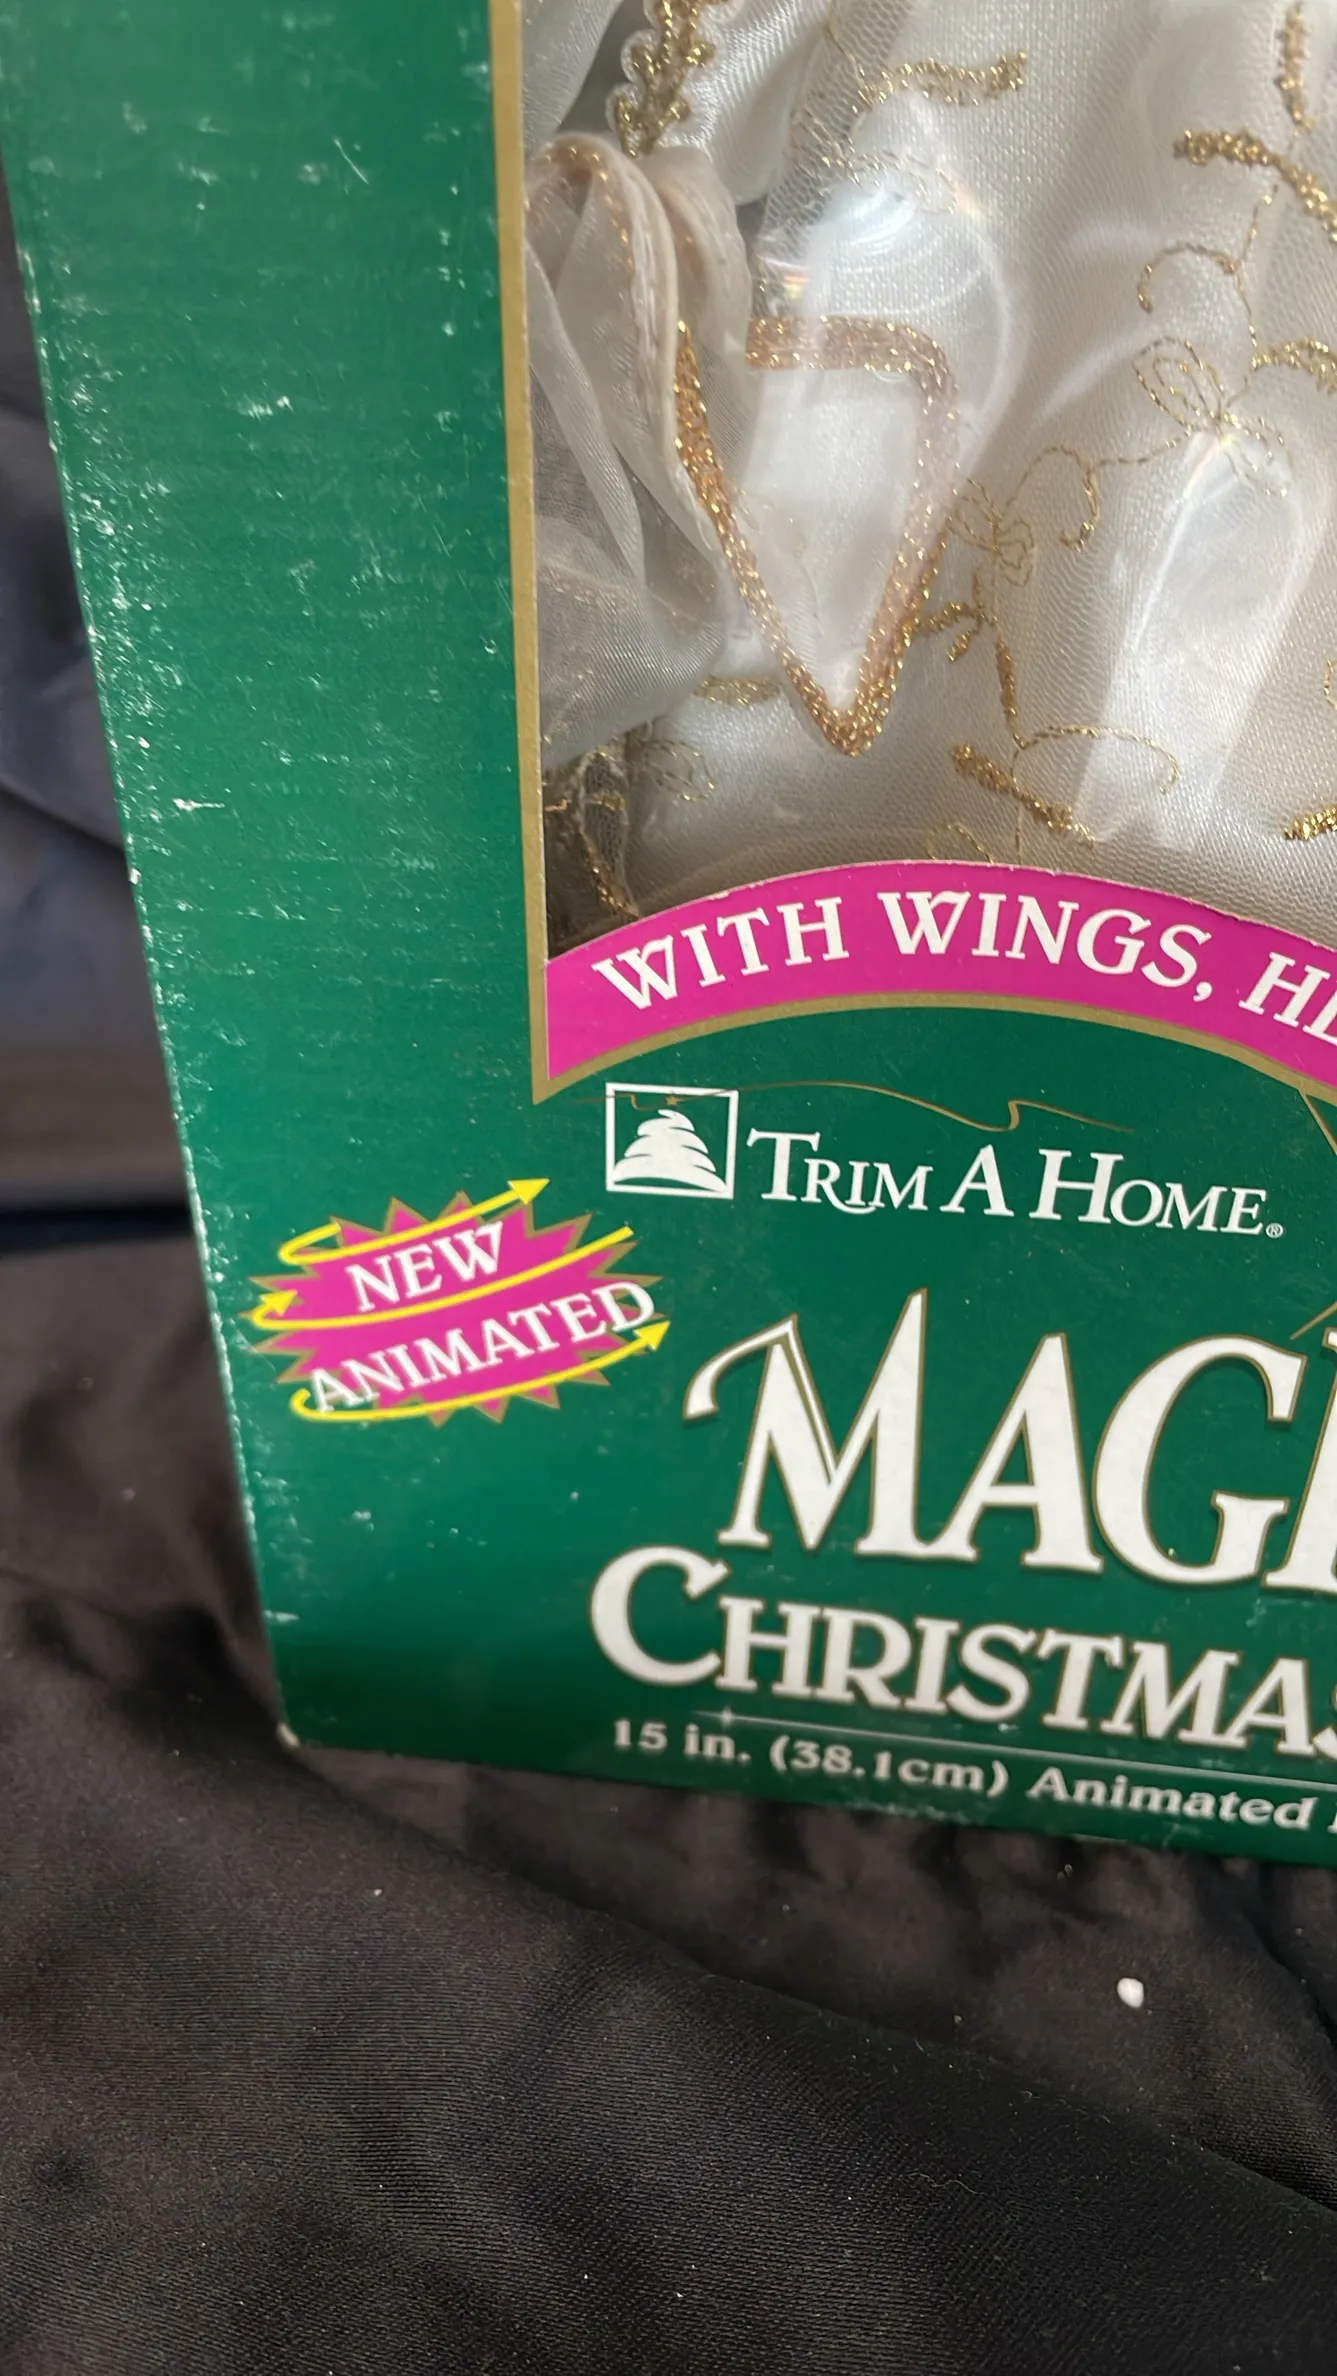 WITH WINGS,
TRIM A HOME®
NEW
ANIMATED
CHRISTMAS
15 in. (38.1cm) Animated